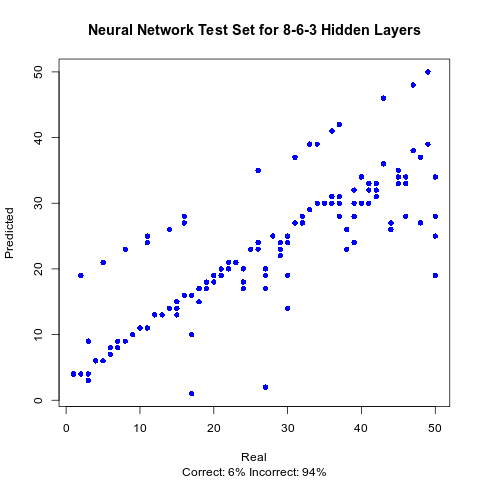 Neural Network Test Set for 8-6-3 Hidden Layers
Predicted
50
40
30
20
10
0
0 10 20 30 40 50
Real
Correct: 6% Incorrect: 94%